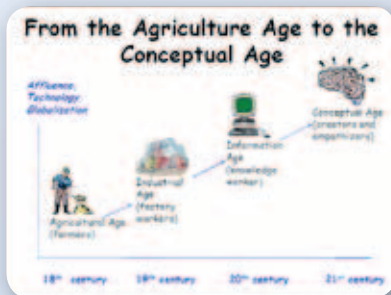 From the Agriculture Age to the
Conceptual Age
Affluence,
Technology,
Globalization
Conceptual Age
(creators and
empathizers)
Information
Age
(knowledge
worker)
Industrial
Age
(factory
workers)
Agricultural Age
(farmers)
18th century
19th century
20th century
21st century